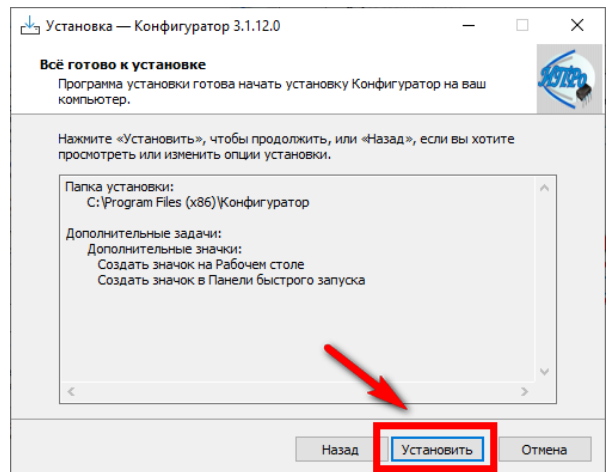 Установка — Конфигуратор 3.1.12.0
Всё готово к установке
Программа установки готова начать установку Конфигуратор на ваш
компьютер.
Нажмите «Установить», чтобы продолжить, или «Назад», если вы хотите
просмотреть или изменить опции установки.
Папка установки:
C:\Program Files (x86)\Конфигуратор
Дополнительные задачи:
Дополнительные значки:
Создать значок на Рабочем столе
Создать значок в Панели быстрого запуска
Назад
Установить
Отмена